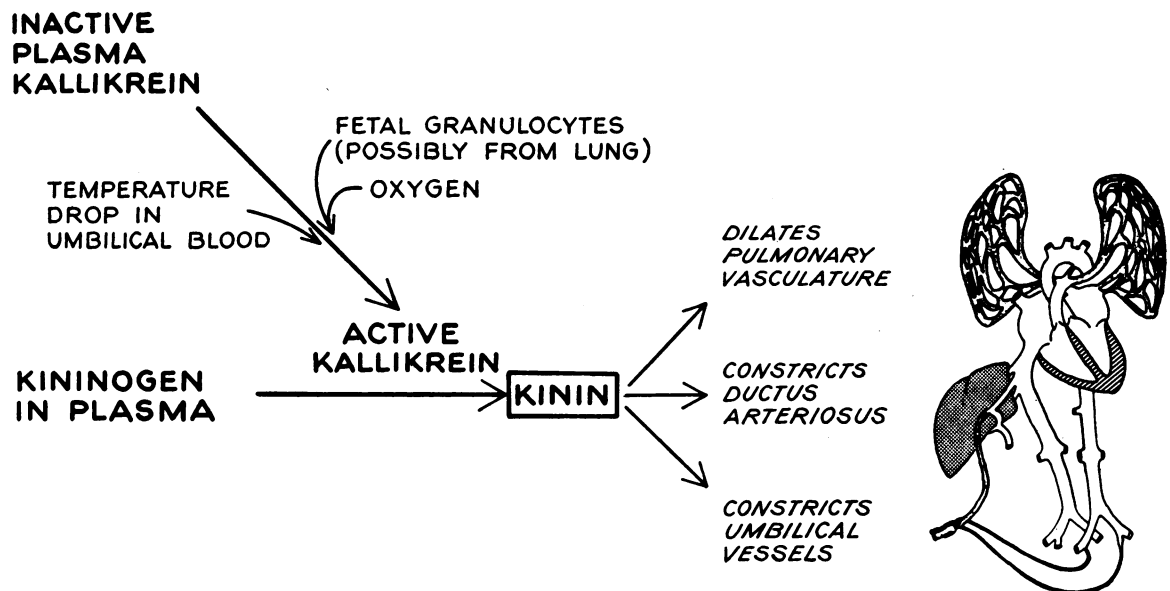 INACTIVE
PLASMA
KALLIKREIN
FETAL GRANULOCYTES
(POSSIBLY FROM LUNG)
OXYGEN
TEMPERATURE
DROP IN
UMBILICAL BLOOD
ACTIVE
KALLIKREIN
KININOGEN
IN PLASMA
KININ
DILATES
PULMONARY
VASCULATURE
CONSTRICTS
DUCTUS
ARTERIOSUS
CONSTRICTS
UMBILICAL
VESSELS